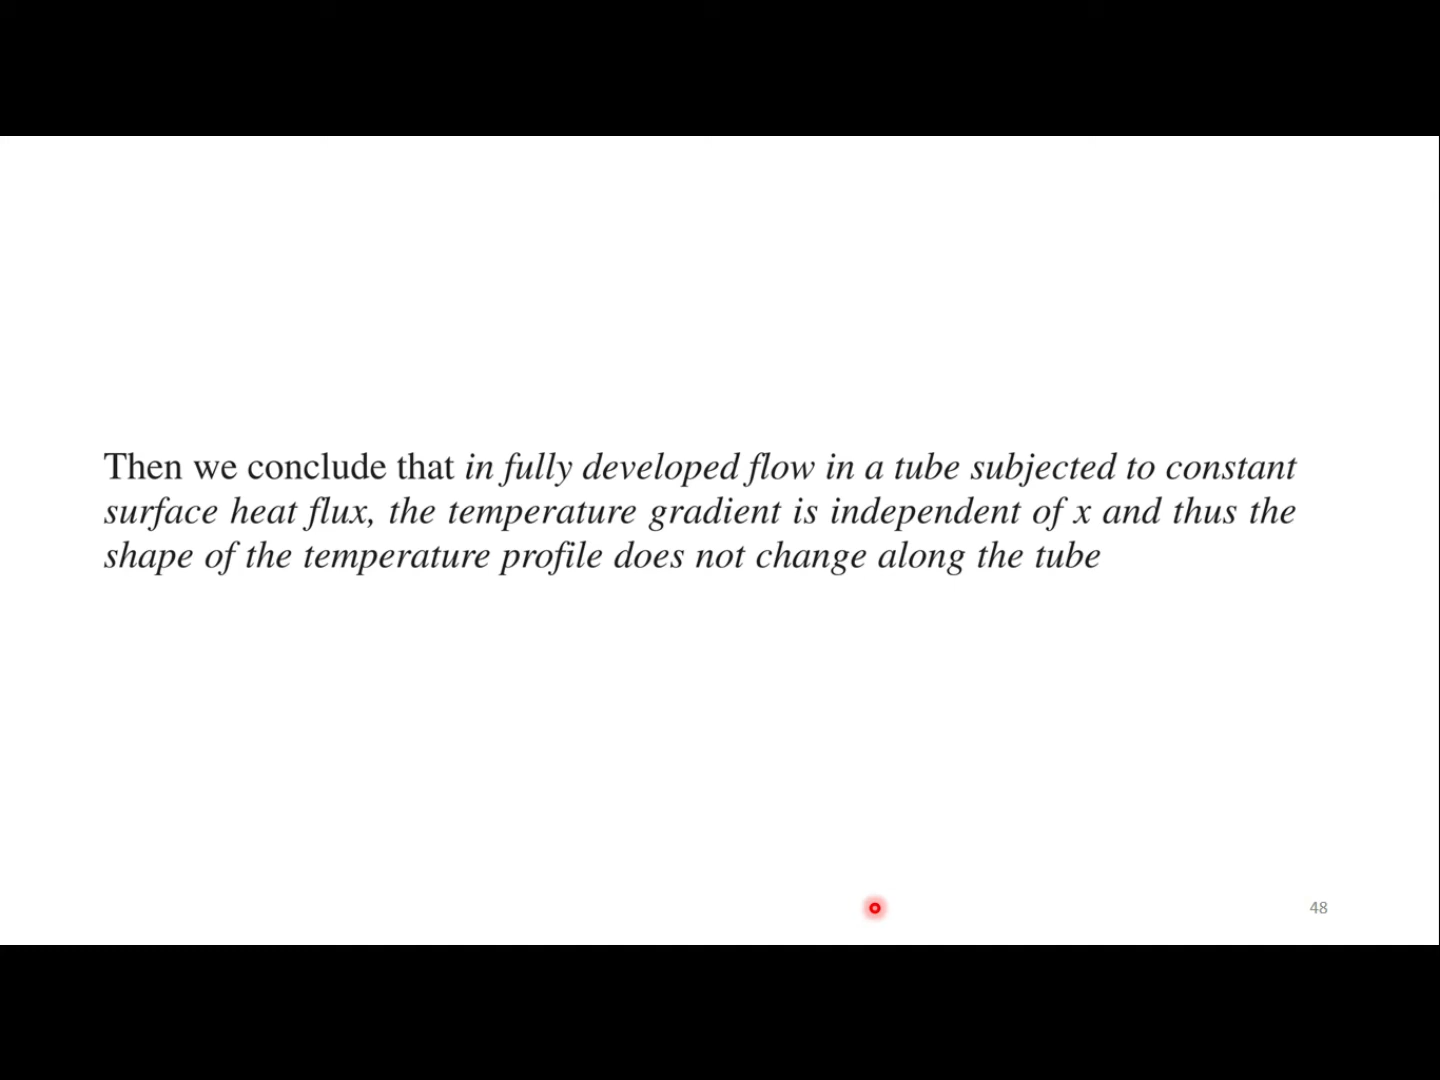 Then we conclude that in fully developed flow in a tube subjected to constant
surface heat flux, the temperature gradient is independent of x and thus the
shape of the temperature profile does not change along the tube
48